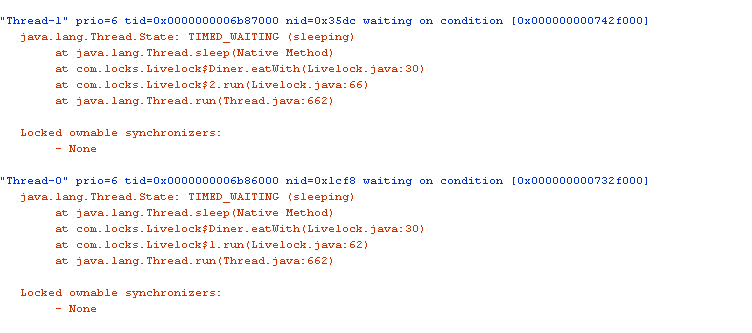 "Thread-1" prio=6 tid=0x0000000006b87000 nid=0x35dc waiting on condition [0x000000000742f000]
java.lang.Thread.State: TIMED_WAITING (sleeping)
at java.lang.Thread.sleep(Native Method)
at com.locks.Livelock$Diner.eatWith(Livelock.java:30)
at com.locks.Livelock$2.run(Livelock.java:66)
at java.lang.Thread.run(Thread.java:662)
Locked ownable synchronizers:
- None
"Thread-0" prio=6 tid=0x0000000006b86000 nid=0x1cf8 waiting on condition [0x000000000732f000]
java.lang.Thread.State: TIMED_WAITING (sleeping)
at java.lang.Thread.sleep(Native Method)
at com.locks.Livelock$Diner.eatWith(Livelock.java:30)
at com.locks.Livelock$1.run(Livelock.java:62)
at java.lang.Thread.run(Thread.java:662)
Locked ownable synchronizers:
- None